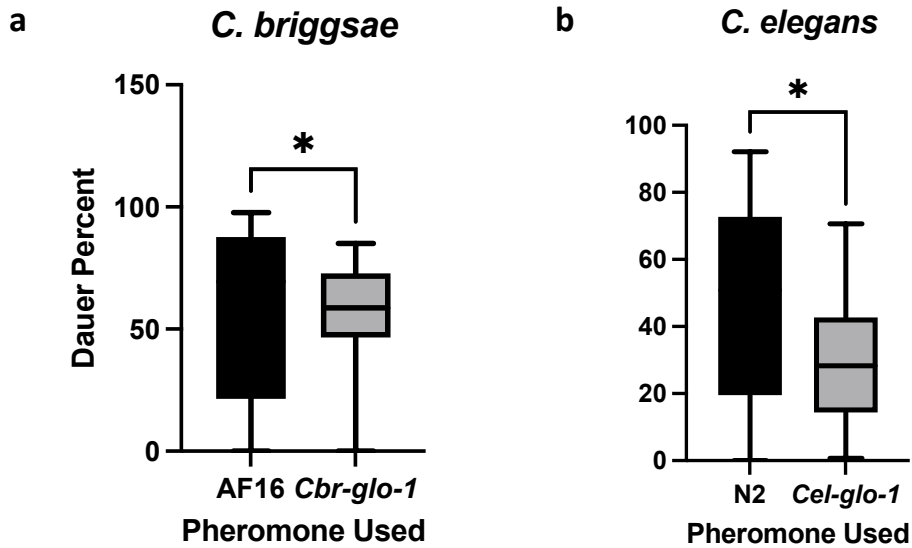 a
C. briggsae
150
100
50
0
Dauer Percent
*
AF16 Cbr-glo-1
Pheromone Used
b
C. elegans
100
80
60
40
20
0
*
N2 Cel-glo-1
Pheromone Used